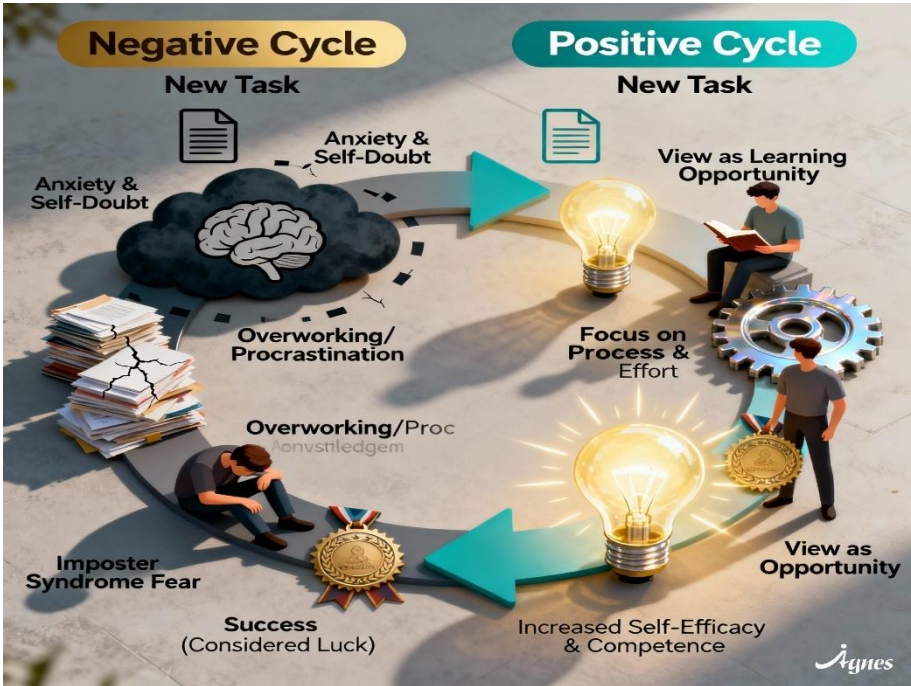 Negative Cycle
New Task
Positive Cycle
New Task
Anxiety &
Self-Doubt
Anxiety &
Self-Doubt
View as Learning
Opportunity
Overworking/
Procrastination
Focus on
Process &
Effort
Overworking/Proc
Imposter
Syndrome Fear
View as
Opportunity
Success
(Considered Luck)
Increased Self-Efficacy
& Competence
Agnes